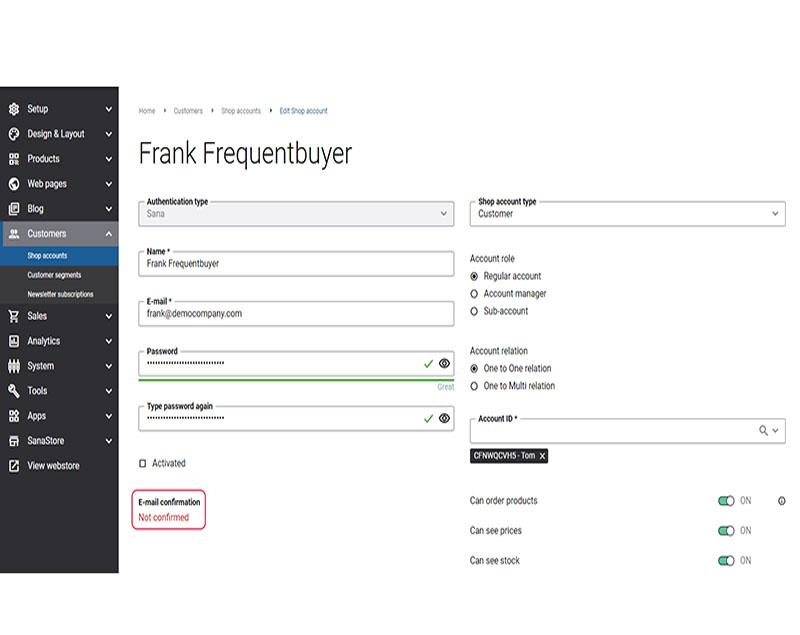 Setup
Design & Layout
Products
Web pages
Blog
Customers
Shop accounts
Customer segments
Newsletter subscriptions
Sales
Analytics
System
Tools
Apps
SanaStore
View webstore
Home Customers Shop accounts Edit Shop account
Frank Frequentbuyer
Authentication type
Sana
Name *
Frank Frequentbuyer
E-mail *
frank@democompany.com
Password
••••••••••••••••••••••••••••
Great
Type password again
••••••••••••••••••••••••••••
Activated
E-mail confirmation
Not confirmed
Shop account type
Customer
Account role
Regular account
Account manager
Sub-account
Account relation
One to One relation
One to Multi relation
Account ID *
CFNWQCVH5 - Tom X
Can order products ON
Can see prices ON
Can see stock ON